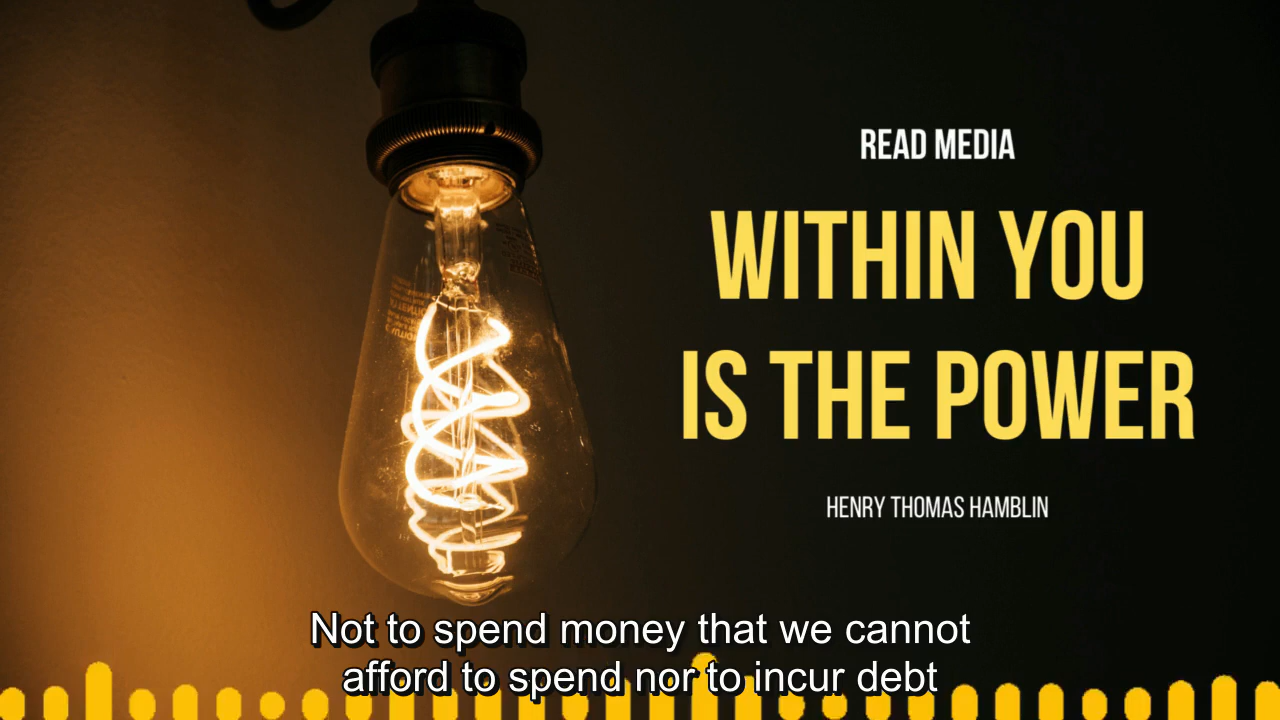 READ MEDIA
WITHIN YOU
IS THE POWER
HENRY THOMAS HAMBLIN
Not to spend money that we cannot
afford to spend nor to incur debt